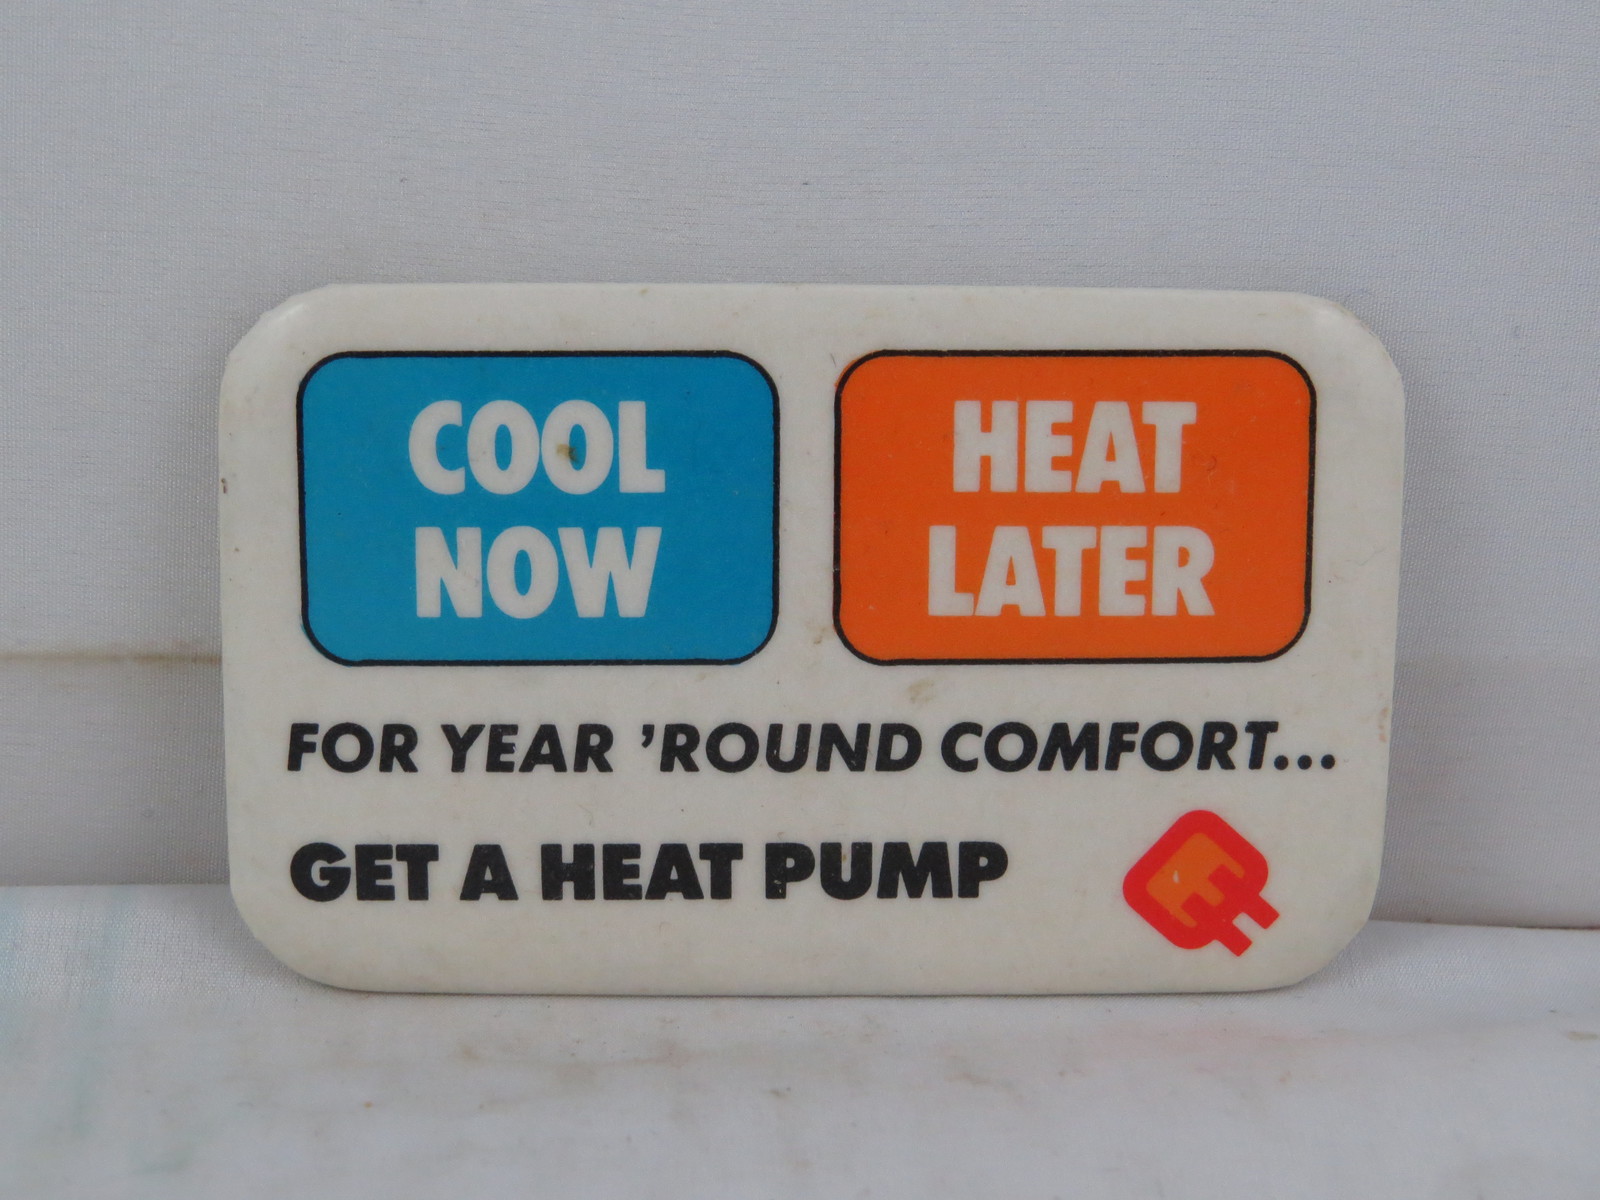 COOL
NOW
HEAT
LATER
FOR YEAR 'ROUND COMFORT...
GET A HEAT PUMP